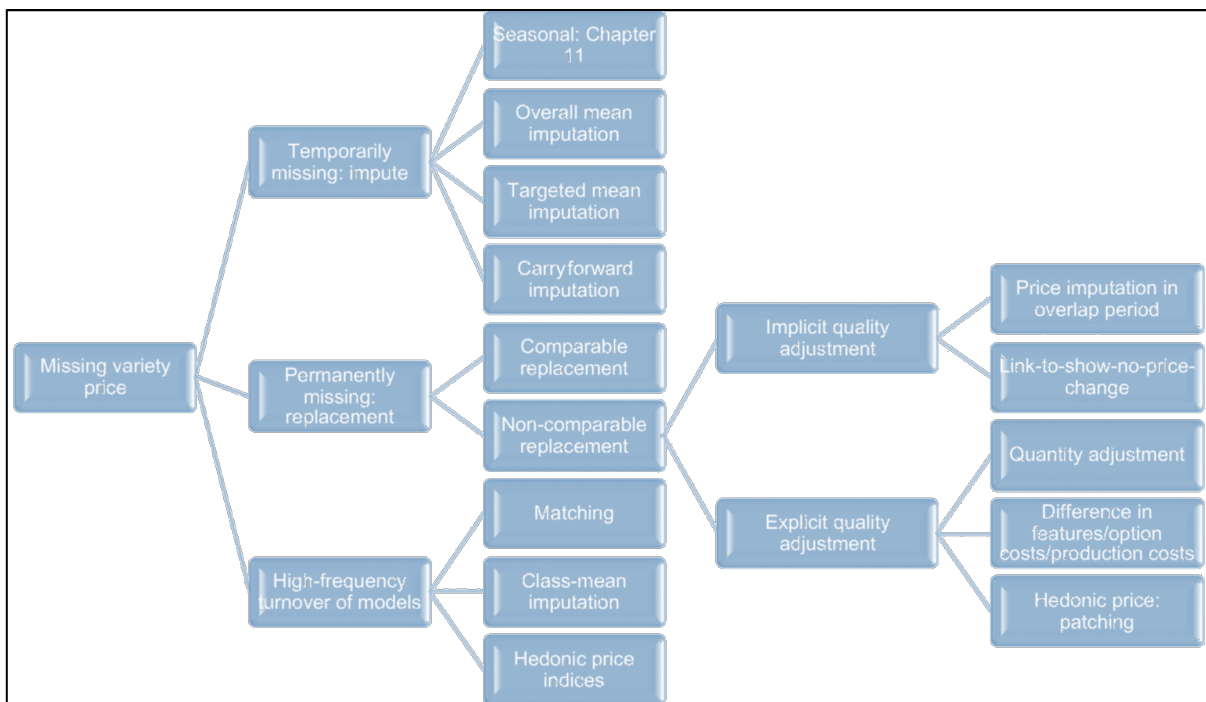 Seasonal: Chapter
11
Overall mean
imputation
Temporarily
missing: impute
Targeted mean
imputation
Carryforward
imputation
Missing variety
price
Permanently
missing:
replacement
Comparable
replacement
Non-comparable
replacement
Implicit quality
adjustment
Price imputation in
overlap period
Link-to-show-no-price-
change
Explicit quality
adjustment
Quantity adjustment
Difference in
features/option
costs/production costs
Hedonic price:
patching
High-frequency
turnover of models
Matching
Class-mean
imputation
Hedonic price
indices